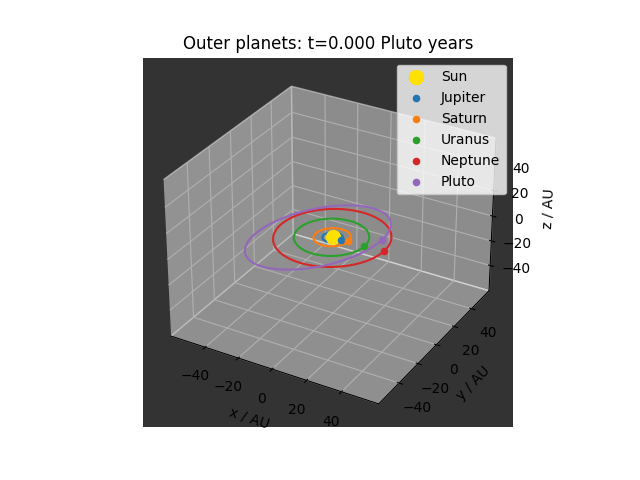 Outer planets: t=0.000 Pluto years
Sun
Jupiter
Saturn
Uranus
Neptune
Pluto
40
20
0
−20
−40
z / AU
40
20
0
−20
−40
y / AU
−40
−20
0
20
40
x / AU